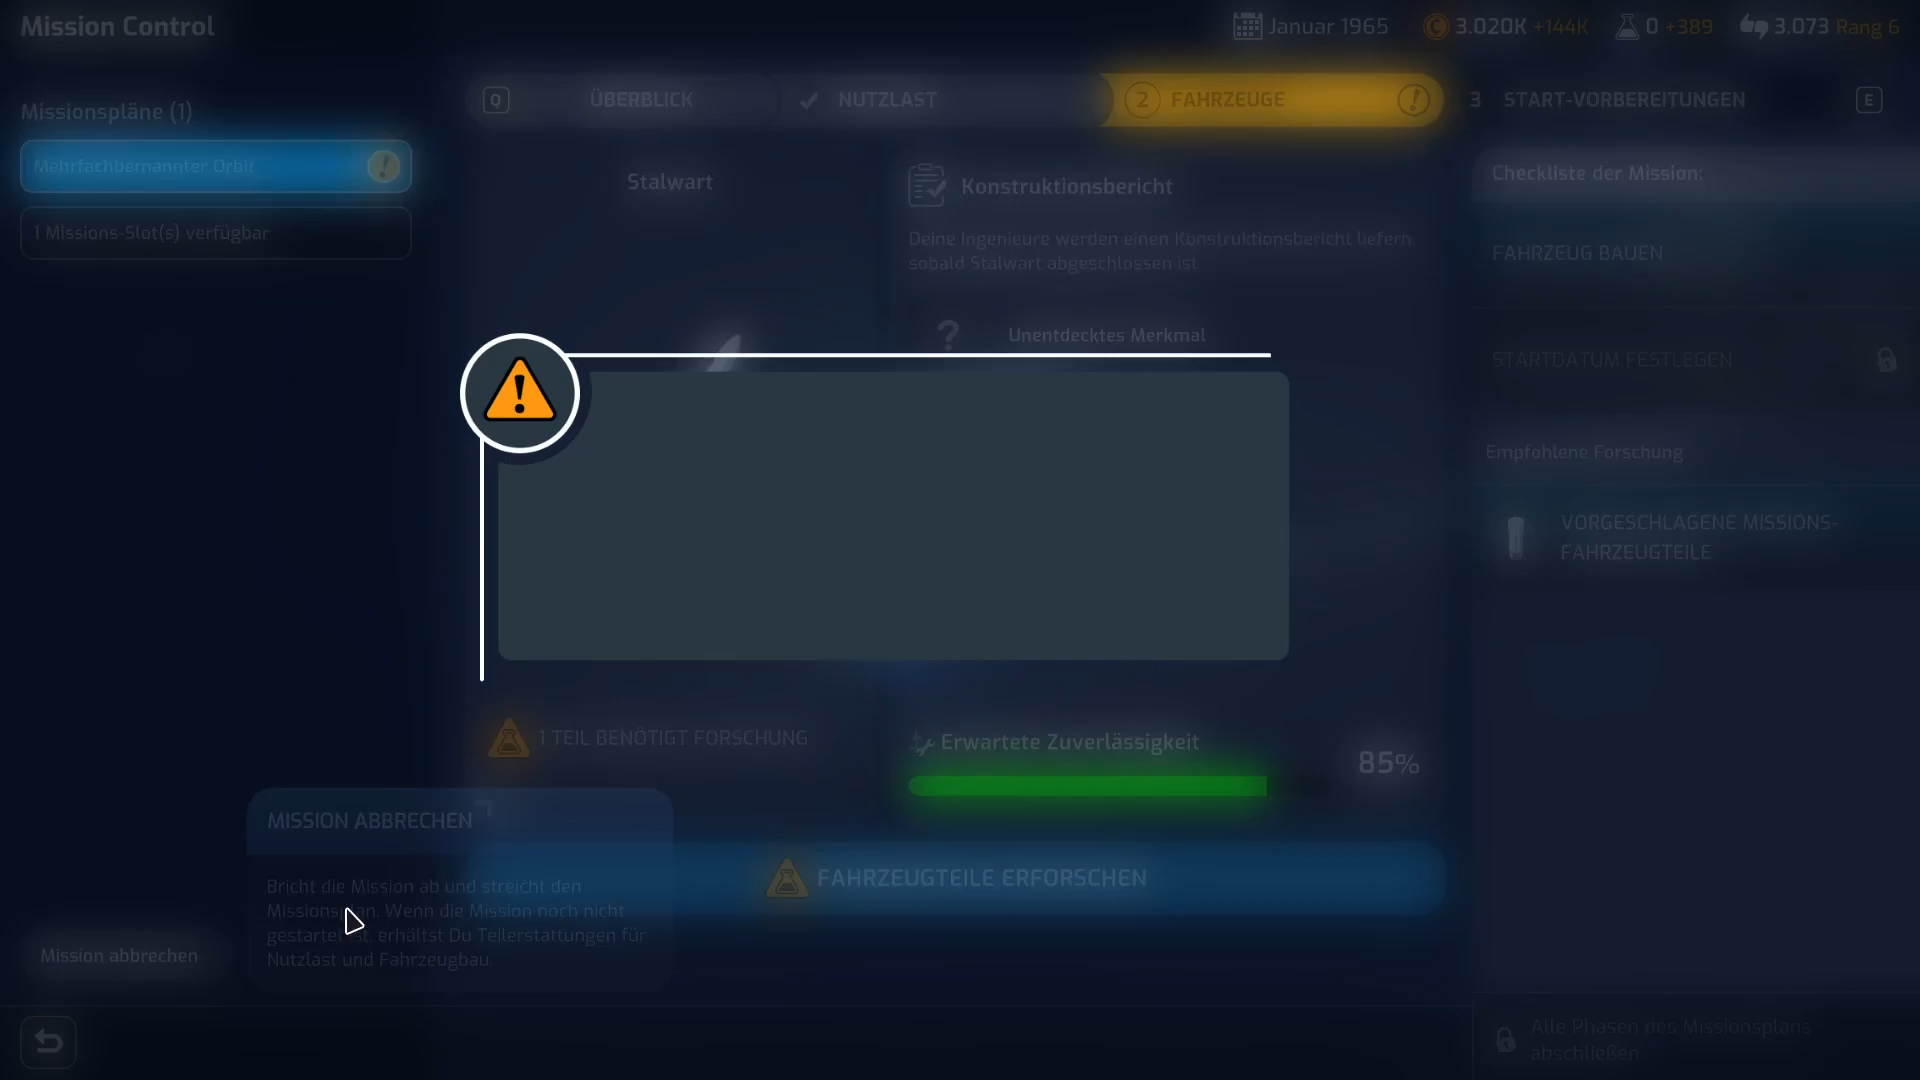 Mission Control
Januar 1965
3.020K +144K
0 +389
3.073 Rang 6
Missionspläne (1)
Mehrfachbemannter Orbit
1 Missions-Slot(s) verfügbar
Q
ÜBERBLICK
NUTZLAST
2 FAHRZEUGE
3 START-VORBEREITUNGEN
E
Stalwart
Konstruktionsbericht
Deine Ingenieure werden einen Konstruktionsbericht liefern
sobald Stalwart abgeschlossen ist
? Unentdecktes Merkmal
Checkliste der Mission:
FAHRZEUG BAUEN
STARTDATUM FESTLEGEN
Empfohlene Forschung
VORGESCHLAGENE MISSIONS-
FAHRZEUGTEILE
1 TEIL BENÖTIGT FORSCHUNG
Erwartete Zuverlässigkeit
85%
FAHRZEUGTEILE ERFORSCHEN
MISSION ABBRECHEN
Bricht die Mission ab und streicht den
Missionsplan. Wenn die Mission noch nicht
gestartet ist, erhältst Du Teilerstattungen für
Nutzlast und Fahrzeugbau.
Mission abbrechen
Alle Phasen des Missionsplans
abschließen